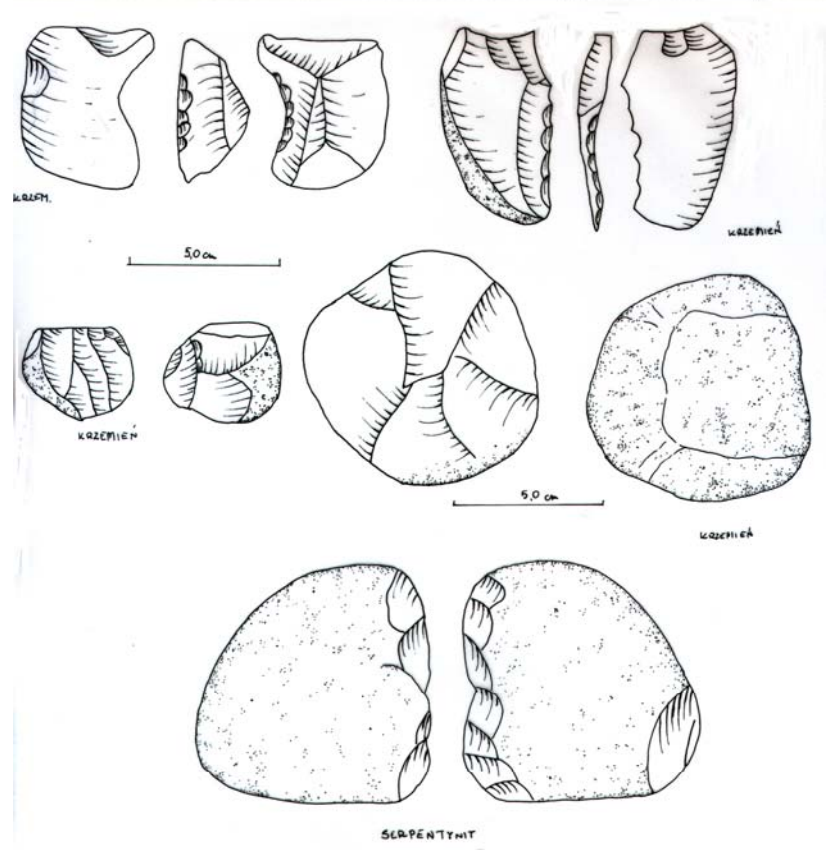 KRZEM.
KRZEMIEŃ
5,0 cm
KRZEMIEŃ
5,0 cm
KRZEMIEŃ
SERPENTYNIT